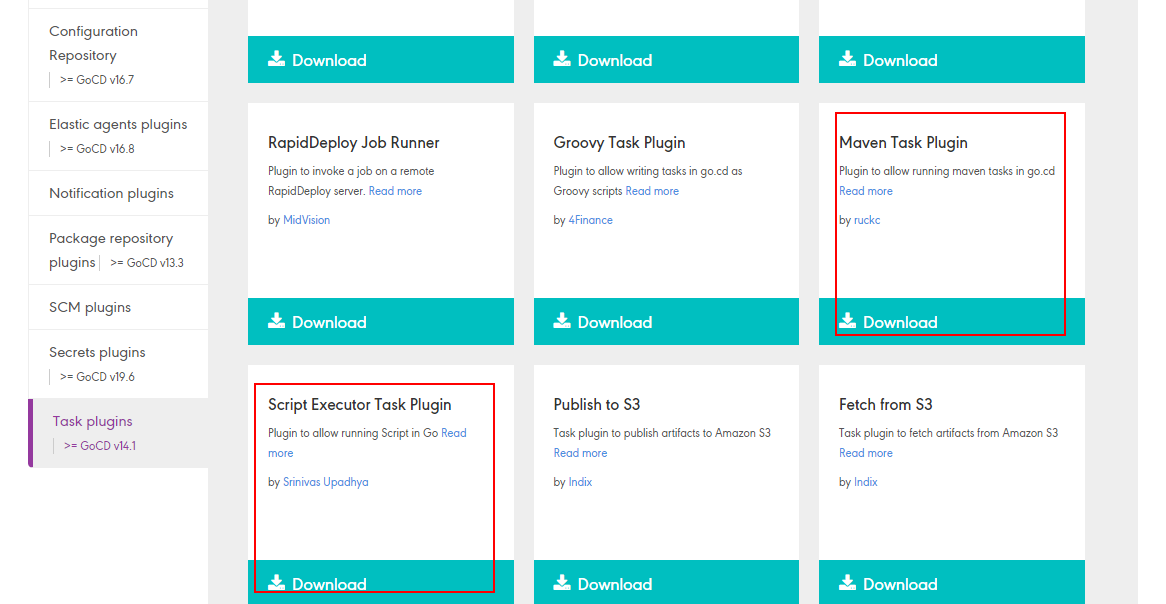 Configuration
Repository
>= GoCD v16.7
Elastic agents plugins
>= GoCD v16.8
Notification plugins
Package repository
plugins >= GoCD v13.3
SCM plugins
Secrets plugins
>= GoCD v19.6
Task plugins
>= GoCD v14.1
Download
Download
Download
RapidDeploy Job Runner
Plugin to invoke a job on a remote
RapidDeploy server. Read more
by MidVision
Download
Groovy Task Plugin
Plugin to allow writing tasks in go.cd as
Groovy scripts Read more
by 4Finance
Download
Maven Task Plugin
Plugin to allow running maven tasks in go.cd
Read more
by ruckc
Download
Script Executor Task Plugin
Plugin to allow running Script in Go Read
more
by Srinivas Upadhya
Download
Publish to S3
Task plugin to publish artifacts to Amazon S3
Read more
by Indix
Download
Fetch from S3
Task plugin to fetch artifacts from Amazon S3
Read more
by Indix
Download